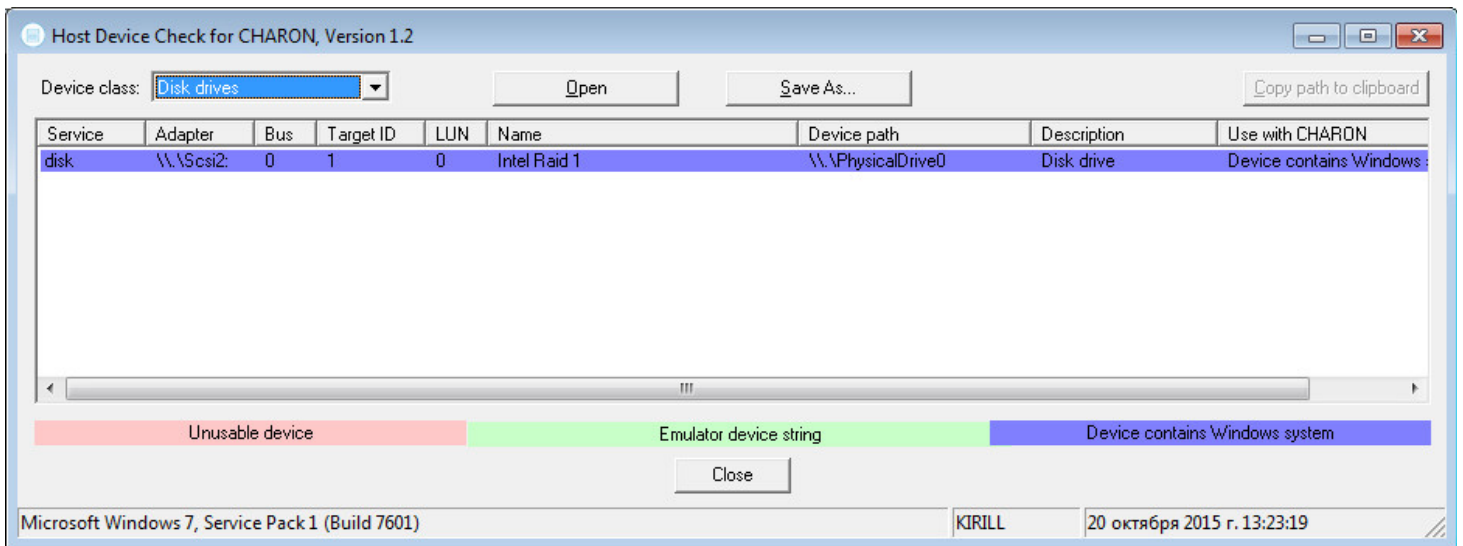 Host Device Check for CHARON, Version 1.2
Device class: Disk drives Open Save As... Copy path to clipboard
Service Adapter Bus Target ID LUN Name Device path Description Use with CHARON
disk \\.\Scsi2: 0 1 0 Intel Raid 1 \\.\PhysicalDrive0 Disk drive Device contains Windows
Unusable device Emulator device string Device contains Windows system
Close
Microsoft Windows 7, Service Pack 1 (Build 7601) KIRILL 20 октября 2015 г. 13:23:19